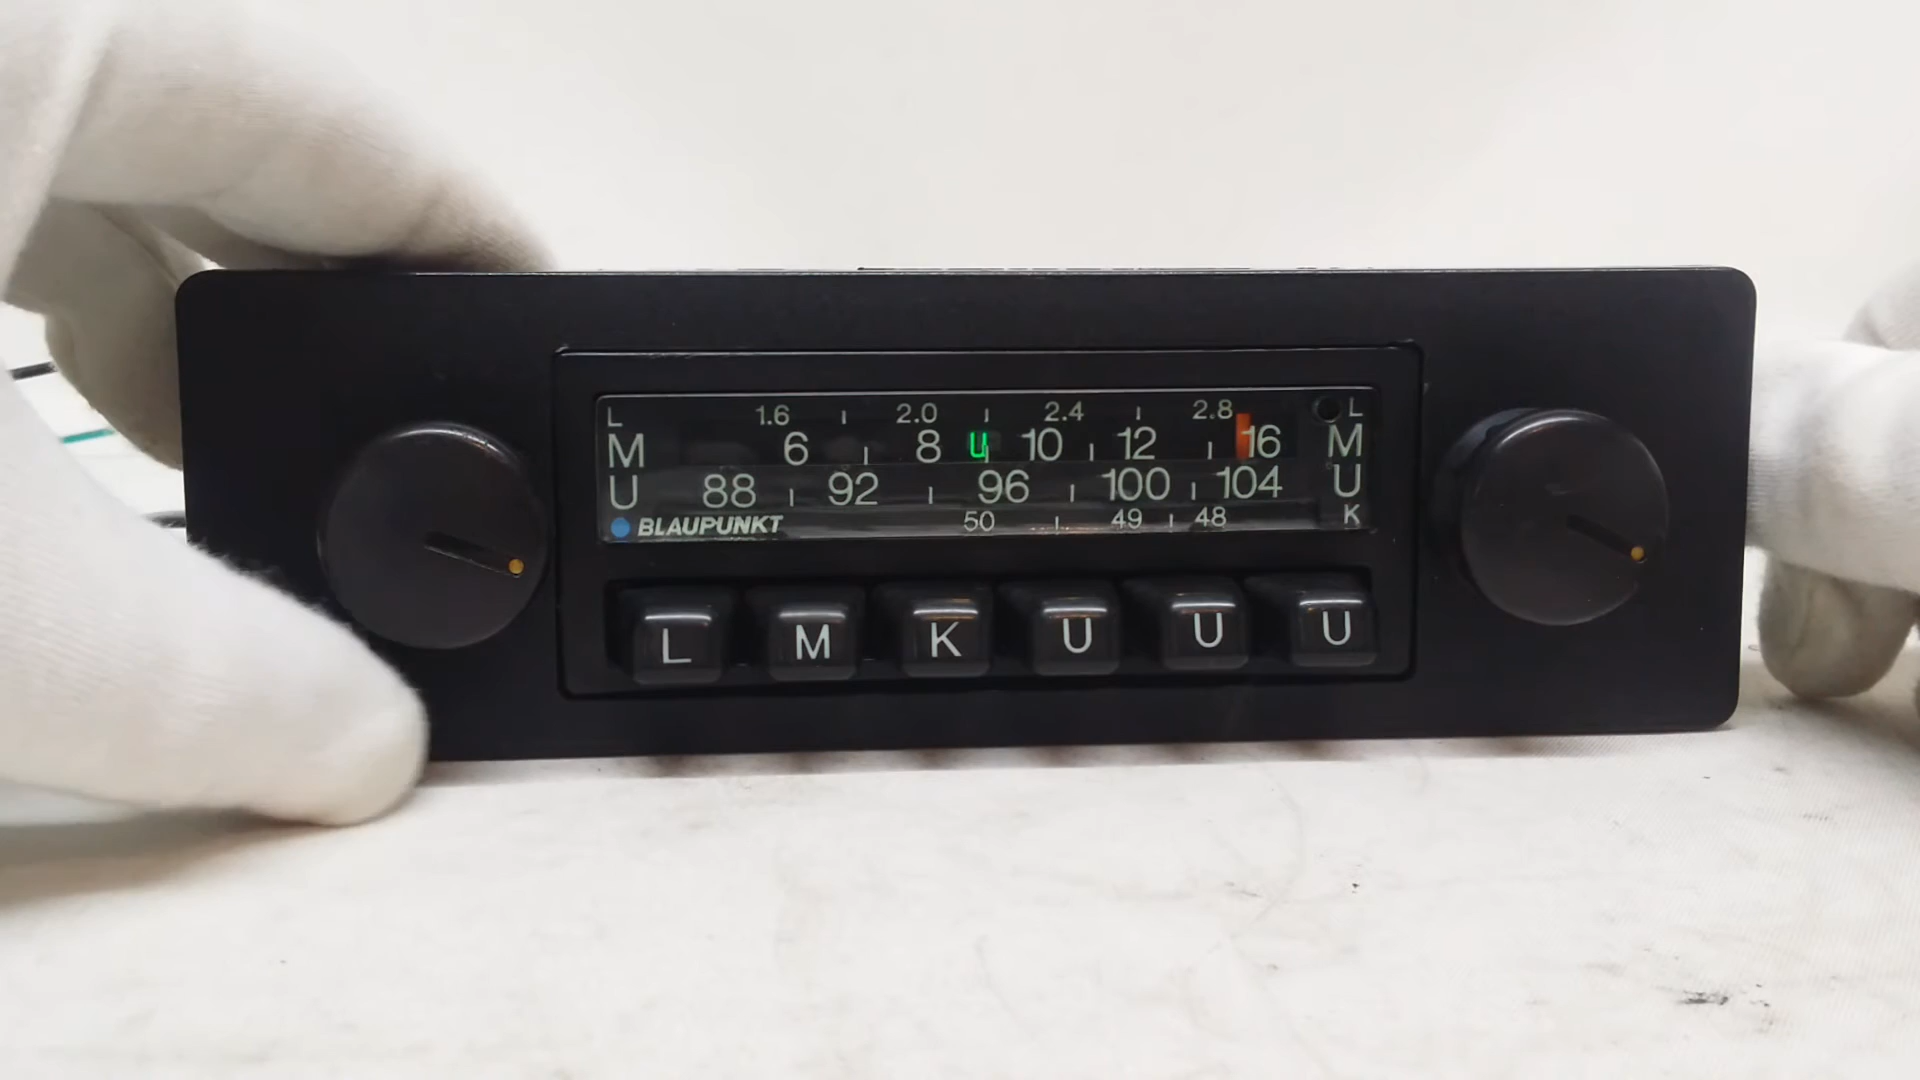 L 1.6 2.0 2.4 2.8 L
M 6 8 u 10 12 16 M
U 88 92 96 100 104 U
BLAUPUNKT 50 49 48 K
L M K U U U